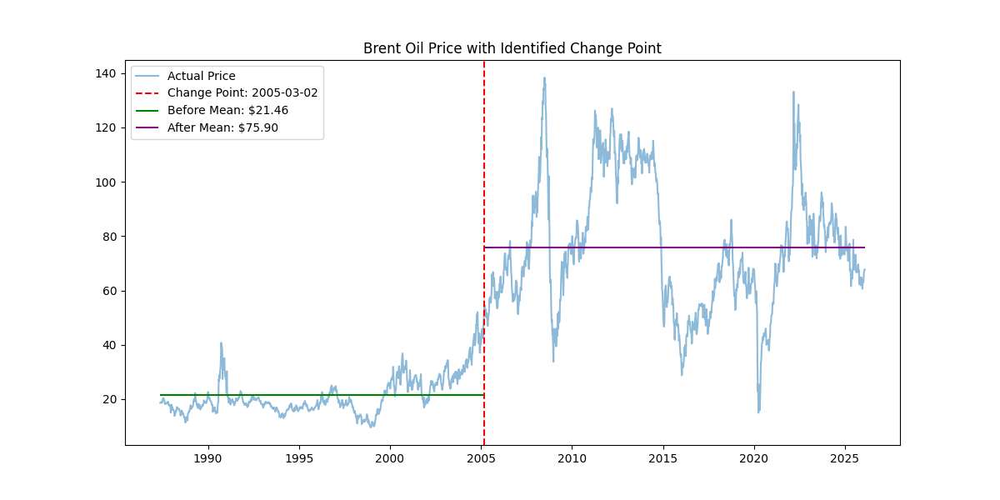 Brent Oil Price with Identified Change Point
140
120
100
80
60
40
20
Actual Price
Change Point: 2005-03-02
Before Mean: $21.46
After Mean: $75.90
1990 1995 2000 2005 2010 2015 2020 2025